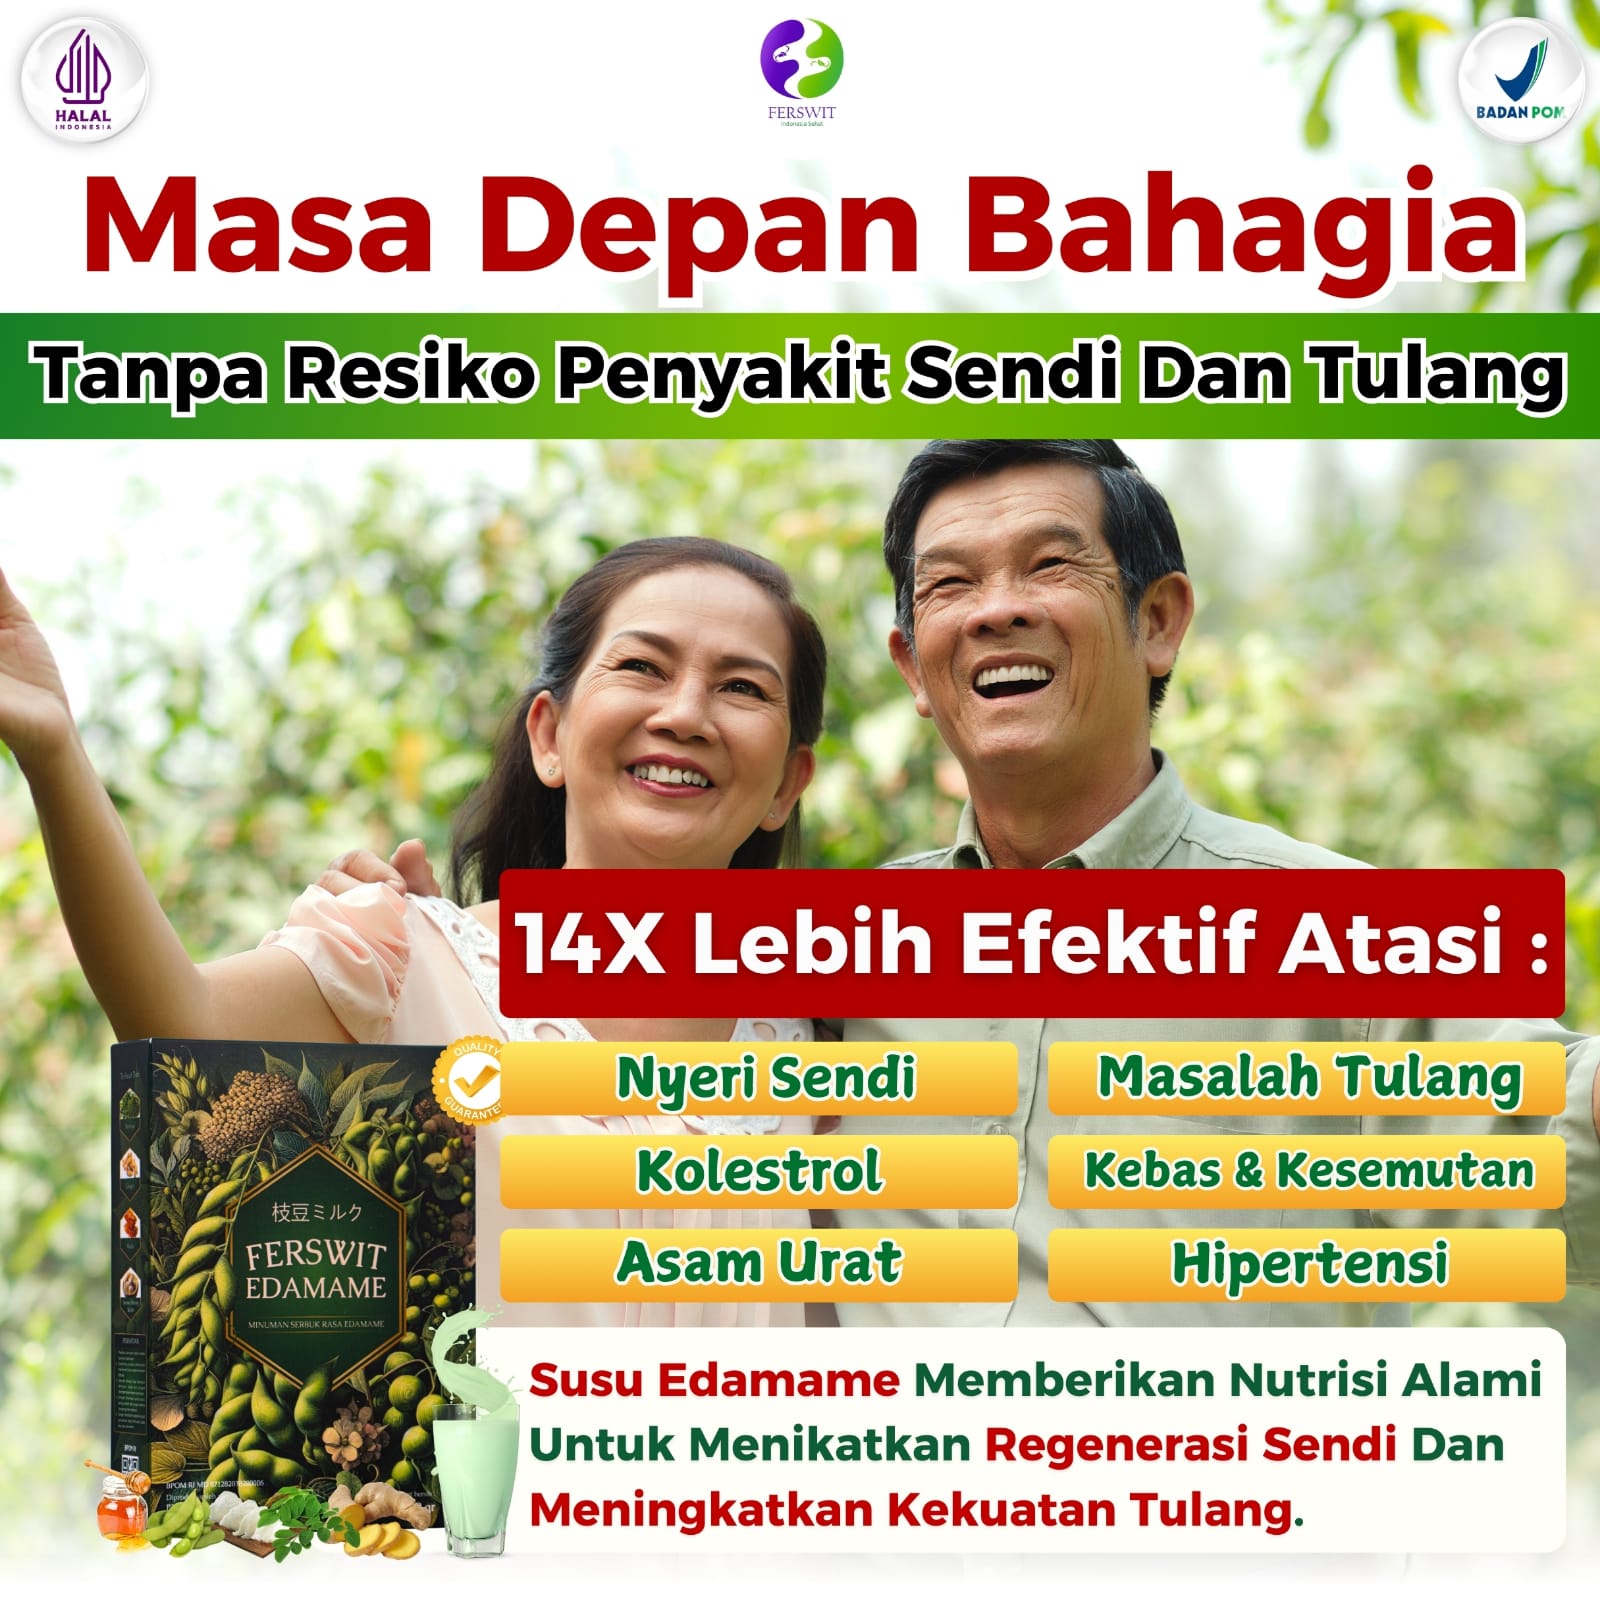 HALAL
INDONESIA
FERSWIT
Indonesia Sehat
BADAN POM
Masa Depan Bahagia
Tanpa Resiko Penyakit Sendi Dan Tulang
14X Lebih Efektif Atasi :
Nyeri Sendi
Masalah Tulang
Kolestrol
Kebas & Kesemutan
Asam Urat
Hipertensi
QUALITY
枝豆ミルク
FERSWIT
EDAMAME
MINUMAN SERBUK RASA EDAMAME
Susu Edamame Memberikan Nutrisi Alami
Untuk Menikatkan Regenerasi Sendi Dan
Meningkatkan Kekuatan Tulang.